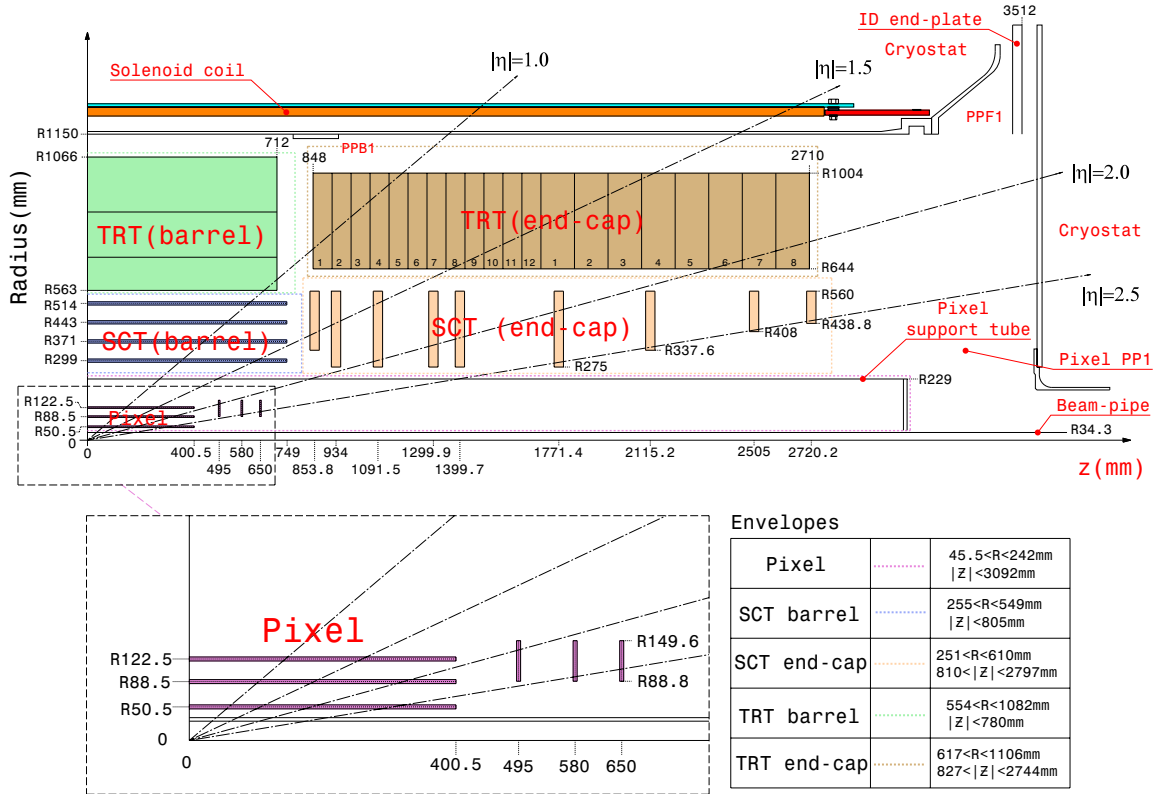 3512
ID end-plate
Cryostat
|η|=1.0
|η|=1.5
Solenoid coil
PPF1
R1150
712
PPB1
R1066
848
2710
R1004
|η|=2.0
Radius(mm)
TRT(barrel)
TRT(end-cap)
Cryostat
1 2 3 4 5 6 7 8 9 10 11 12 1 2 3 4 5 6 7 8
R644
R563
R560
|η|=2.5
R514
R443
R438.8
Pixel
support tube
SCT(barrel)
SCT (end-cap)
R408
R371
R337.6
R299
R275
Pixel PP1
R229
R122.5
R88.5
Pixel
R50.5
Beam-pipe
R34.3
0
0
400.5
580
749
934
1299.9
1771.4
2115.2
2505
2720.2
495
650
853.8
1091.5
1399.7
z(mm)
Pixel
R149.6
R122.5
R88.5
R88.8
R50.5
0
0
400.5
495
580
650
Envelopes
Pixel
45.5<R<242mm
|Z|<3092mm
SCT barrel
255<R<549mm
|Z|<805mm
SCT end-cap
251<R<610mm
810<|Z|<2797mm
TRT barrel
554<R<1082mm
|Z|<780mm
TRT end-cap
617<R<1106mm
827<|Z|<2744mm